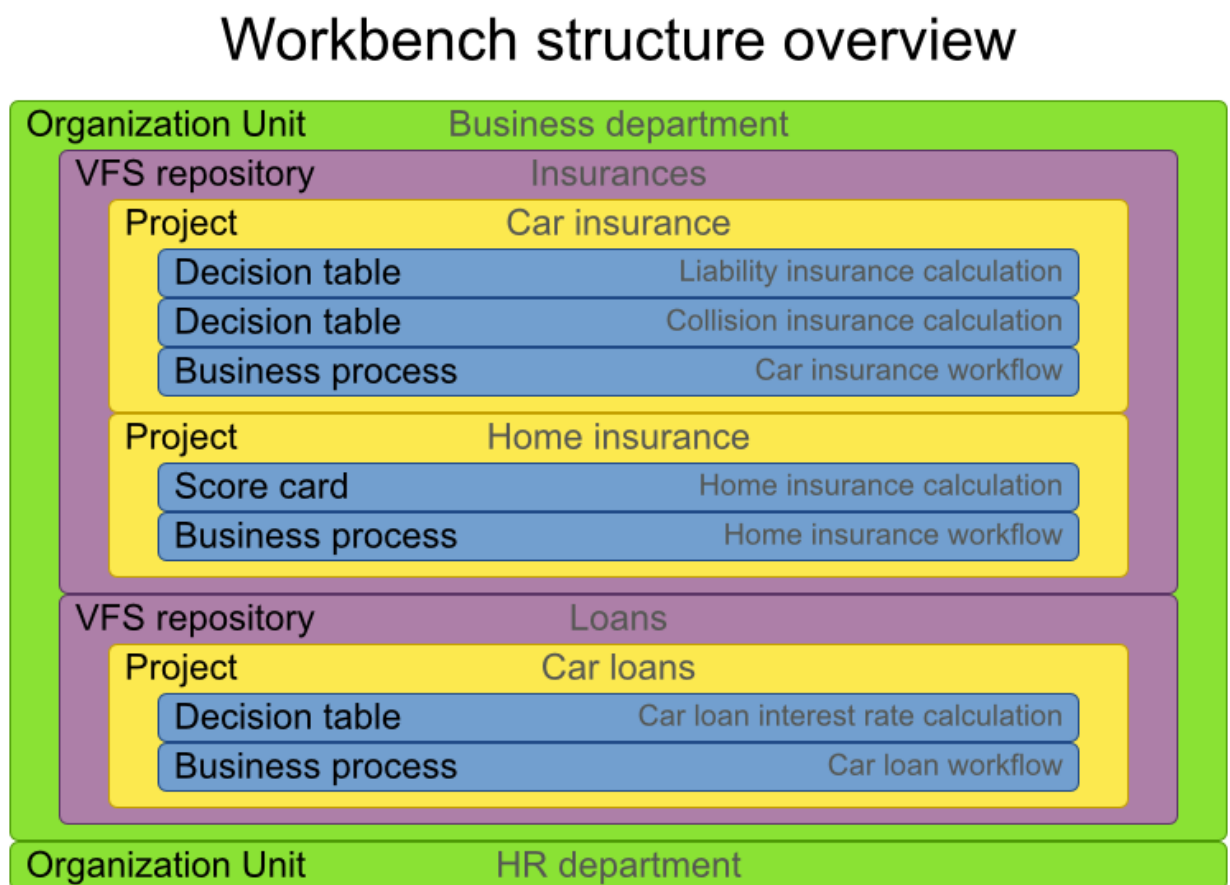 Workbench structure overview
Organization Unit Business department
VFS repository Insurances
Project Car insurance
Decision table Liability insurance calculation
Decision table Collision insurance calculation
Business process Car insurance workflow
Project Home insurance
Score card Home insurance calculation
Business process Home insurance workflow
VFS repository Loans
Project Car loans
Decision table Car loan interest rate calculation
Business process Car loan workflow
Organization Unit HR department